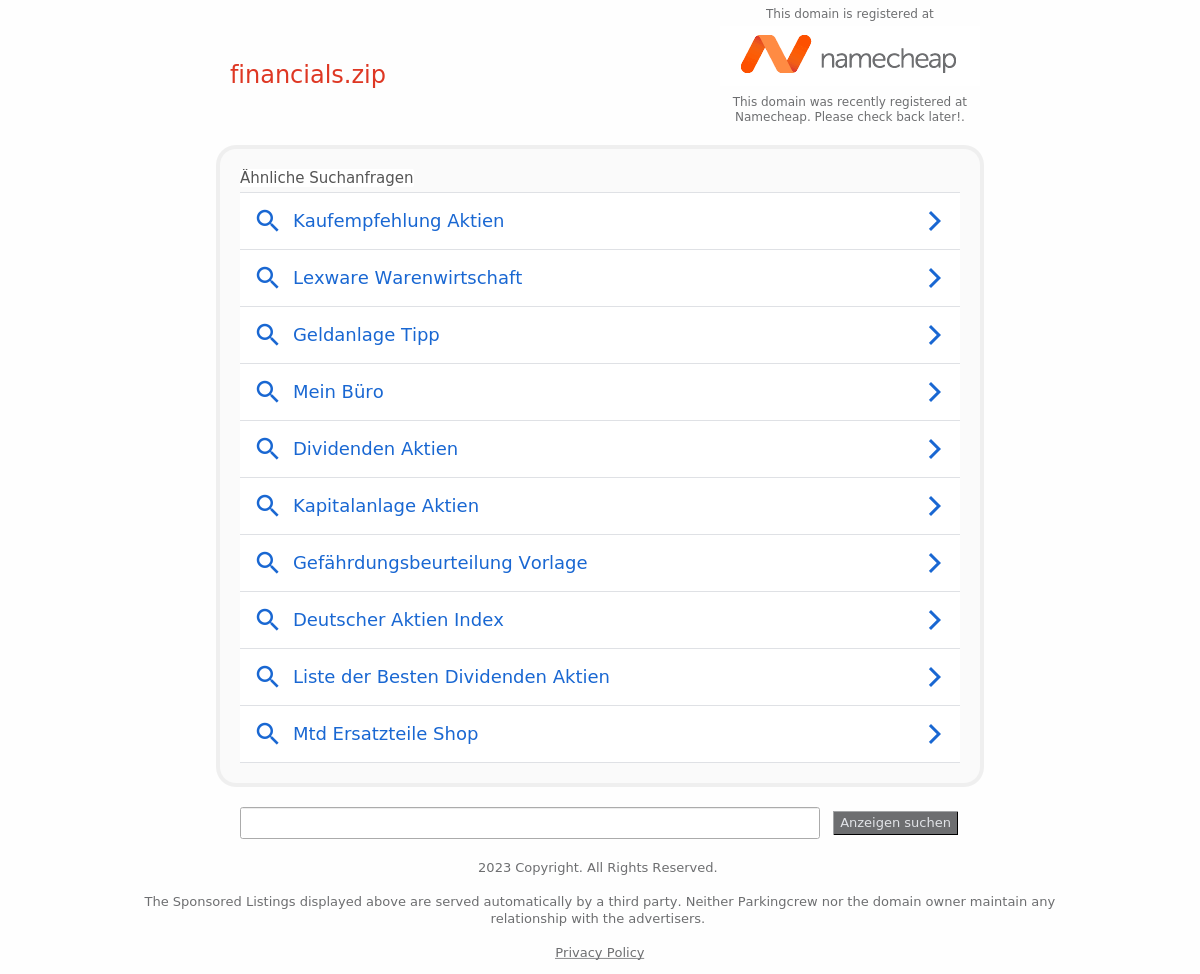 This domain is registered at
financials.zip
namecheap
This domain was recently registered at
Namecheap. Please check back later!.
Ähnliche Suchanfragen
Kaufempfehlung Aktien
Lexware Warenwirtschaft
Geldanlage Tipp
Mein Büro
Dividenden Aktien
Kapitalanlage Aktien
Gefährdungsbeurteilung Vorlage
Deutscher Aktien Index
Liste der Besten Dividenden Aktien
Mtd Ersatzteile Shop
Anzeigen suchen
2023 Copyright. All Rights Reserved.
The Sponsored Listings displayed above are served automatically by a third party. Neither Parkingcrew nor the domain owner maintain any
relationship with the advertisers.
Privacy Policy